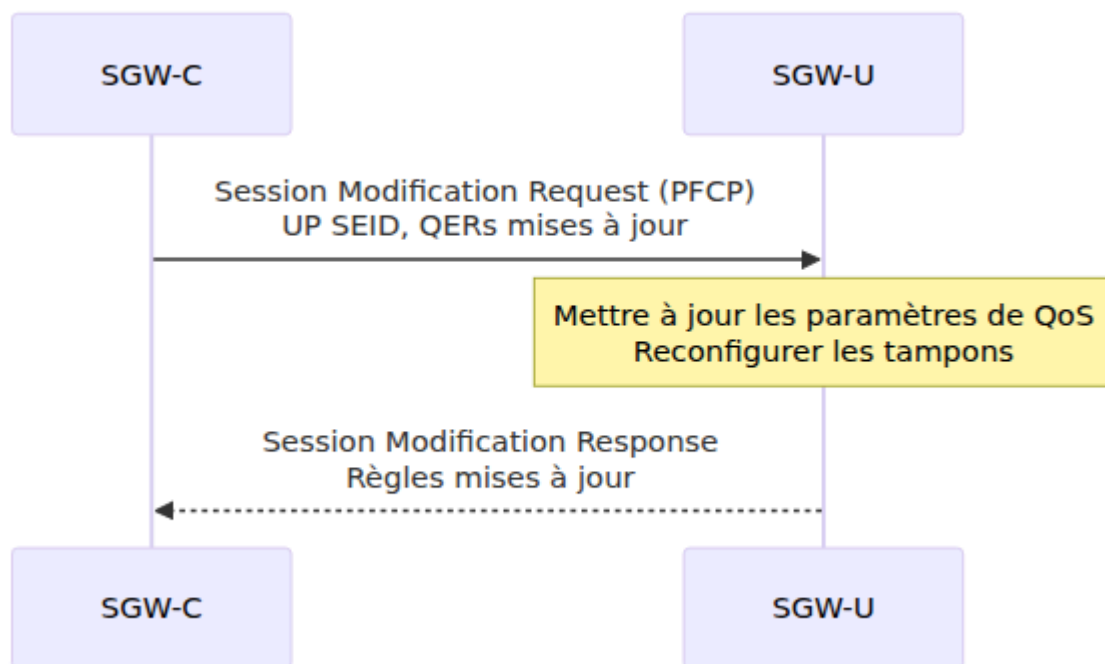 SGW-C
SGW-U
Session Modification Request (PFCP)
UP SEID, QERs mises à jour
Mettre à jour les paramètres de QoS
Reconfigurer les tampons
Session Modification Response
Règles mises à jour
SGW-C
SGW-U